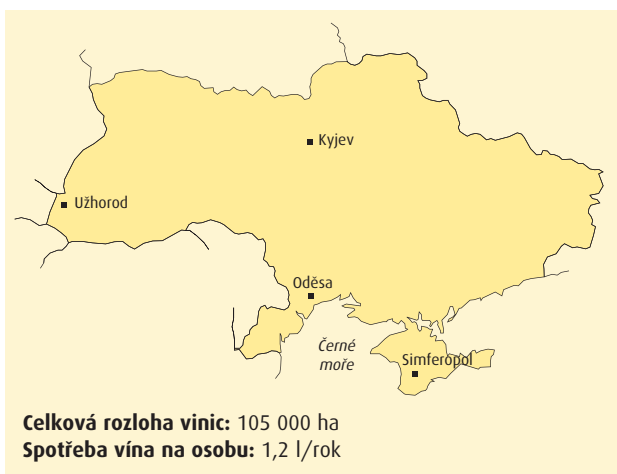 Kyjev
Užhorod
Oděsa
Černé
moře
Simferopol
Celková rozloha vinic: 105 000 ha
Spotřeba vína na osobu: 1,2 l/rok